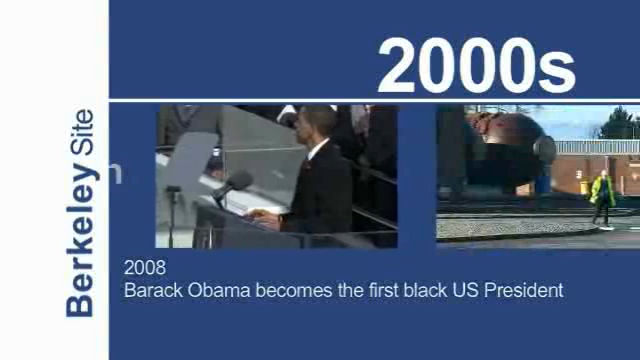 2000s
Berkeley Site
2008
Barack Obama becomes the first black US President